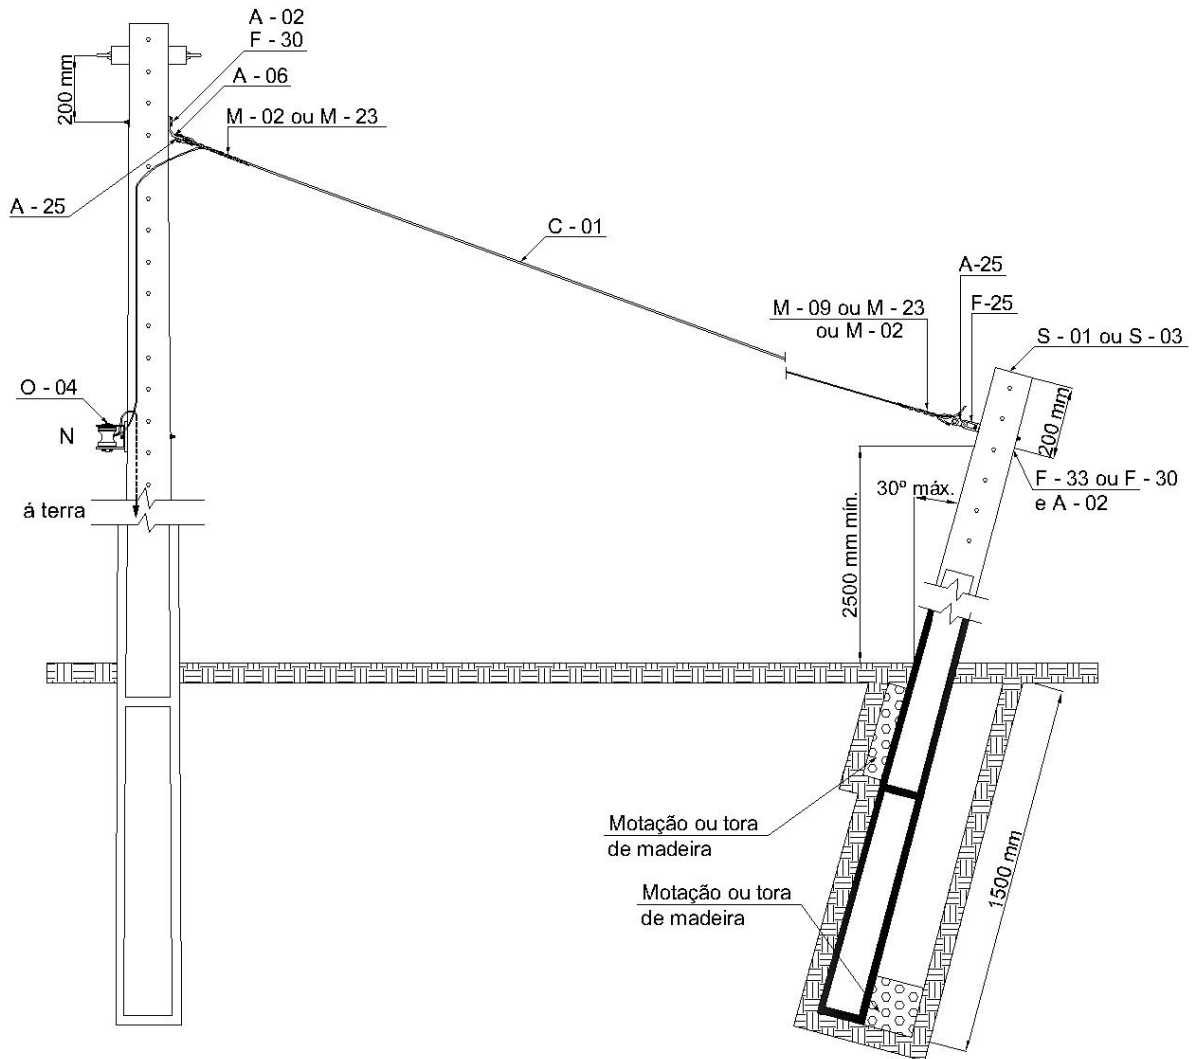 A - 02
F - 30
A - 06
200 mm
M - 02 ou M - 23
A - 25
C - 01
A-25
F-25
M - 09 ou M - 23
ou M - 02
S - 01 ou S - 03
O - 04
N
200 mm
F - 33 ou F - 30
e A - 02
30º máx.
á terra
2500 mm mín.
Motação ou tora
de madeira
Motação ou tora
de madeira
1500 mm